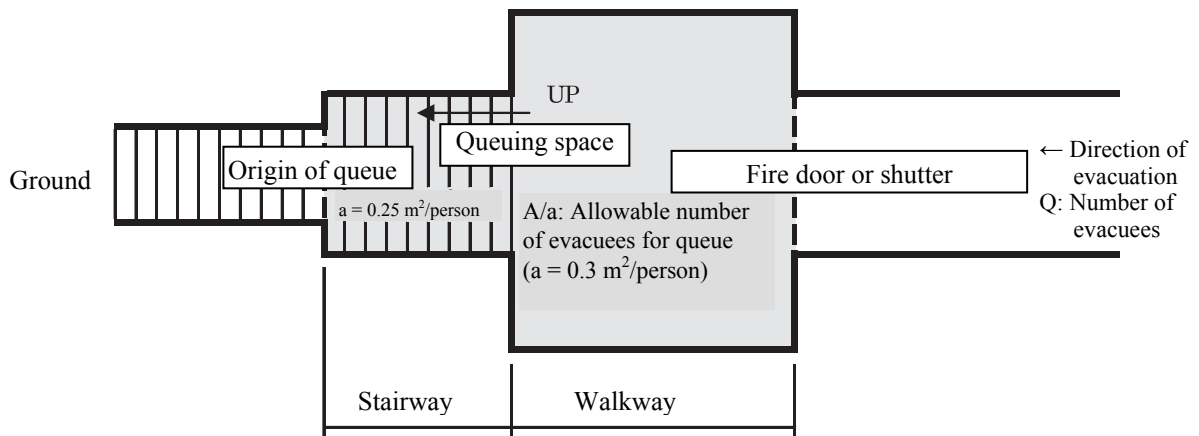 UP
Queuing space
Origin of queue
Ground
a = 0.25 m²/person
Fire door or shutter
← Direction of
evacuation
Q: Number of
evacuees
A/a: Allowable number
of evacuees for queue
(a = 0.3 m²/person)
Stairway
Walkway